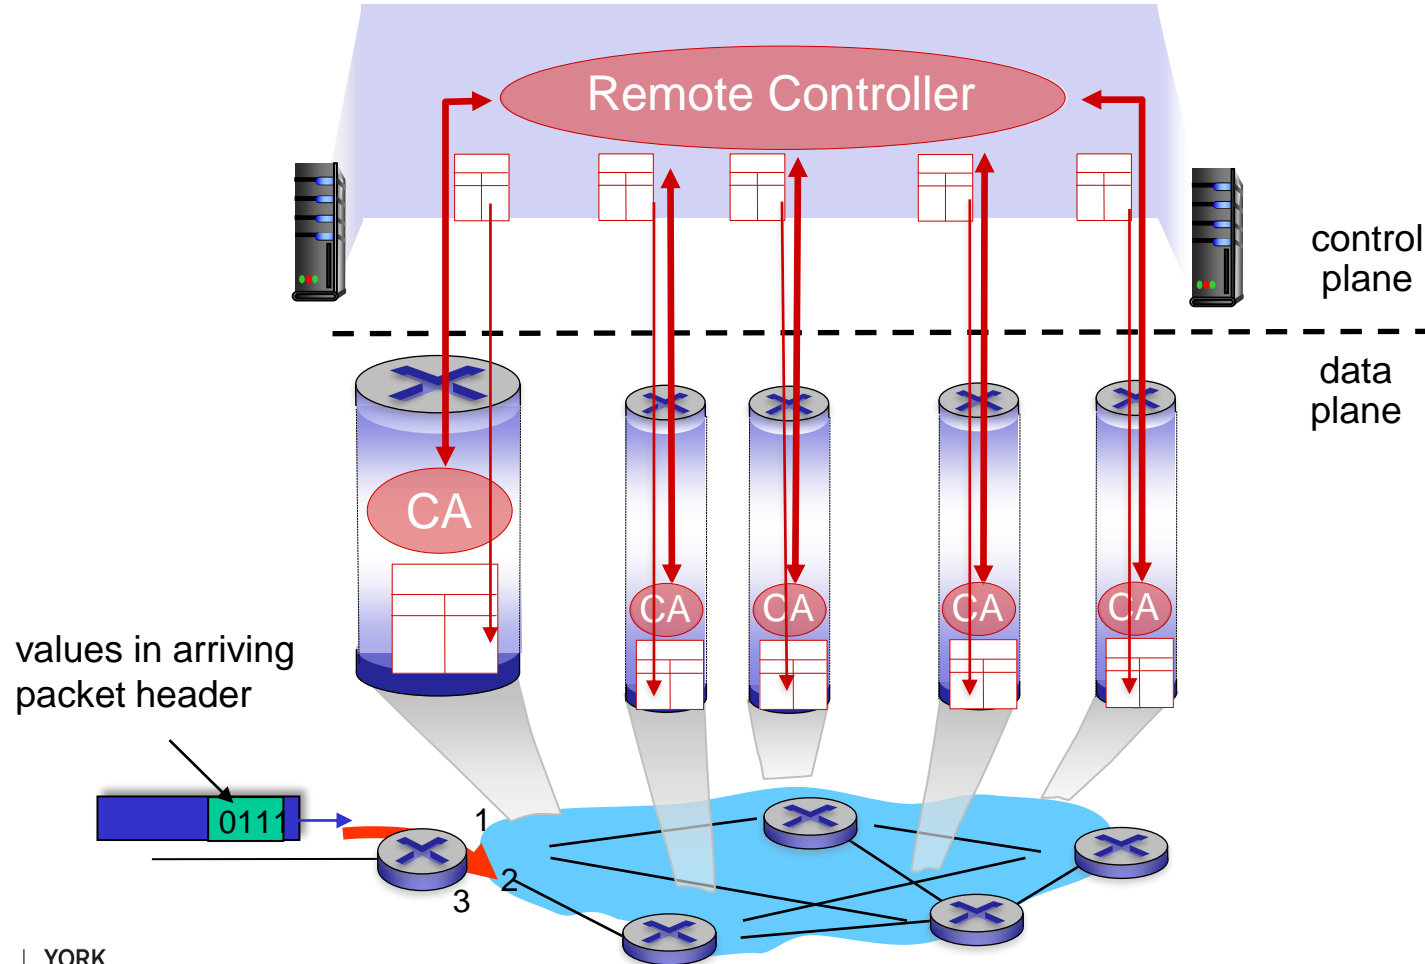 Remote Controller
control
plane
data
plane
CA
CA
CA
CA
CA
values in arriving
packet header
0111
1
2
3
| YORK